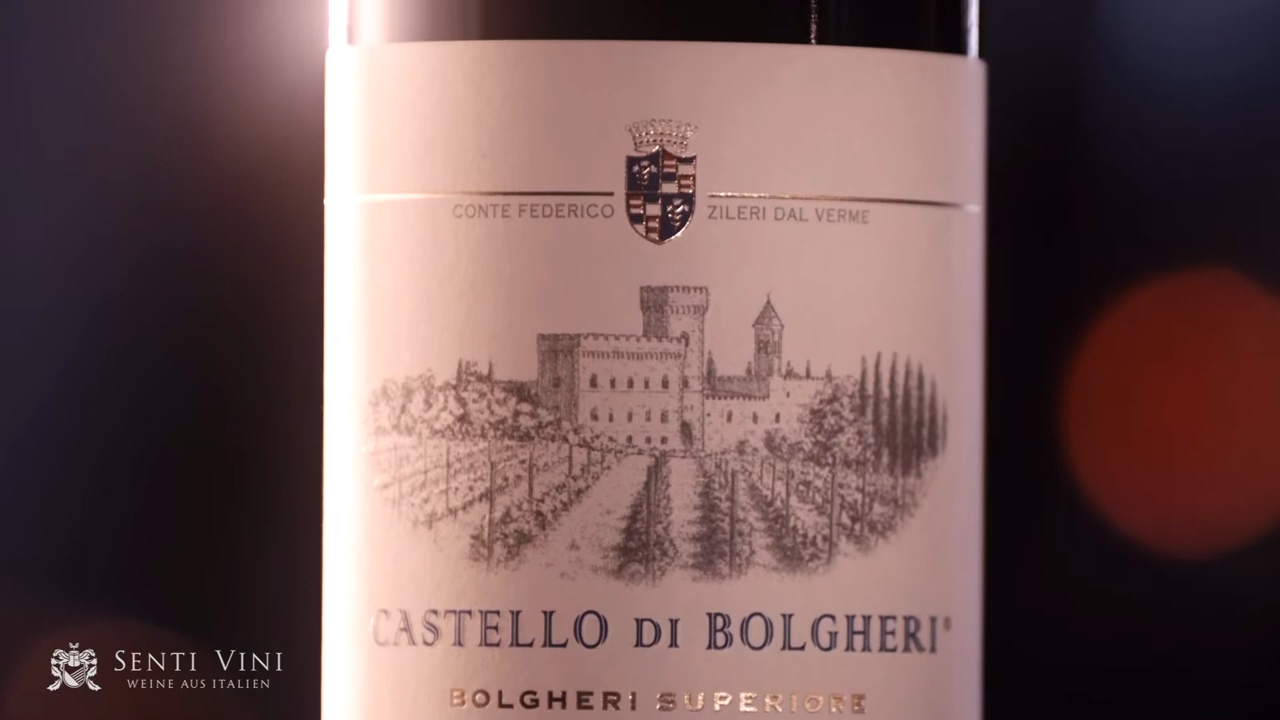 CONTE FEDERICO ZILERI DAL VERME
CASTELLO DI BOLGHERI®
BOLGHERI SUPERIORE
SENTI VINI
WEINE AUS ITALIEN